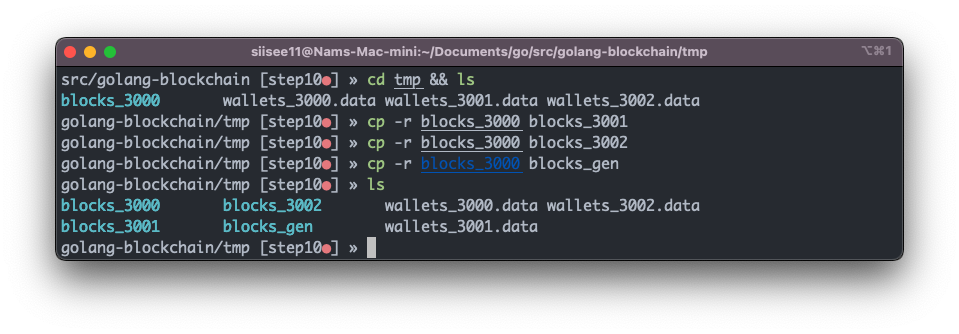 siisee11@Nams-Mac-mini:~/Documents/go/src/golang-blockchain/tmp ⌥⌘1
src/golang-blockchain [step10●] » cd tmp && ls
blocks_3000 wallets_3000.data wallets_3001.data wallets_3002.data
golang-blockchain/tmp [step10●] » cp -r blocks_3000 blocks_3001
golang-blockchain/tmp [step10●] » cp -r blocks_3000 blocks_3002
golang-blockchain/tmp [step10●] » cp -r blocks_3000 blocks_gen
golang-blockchain/tmp [step10●] » ls
blocks_3000 blocks_3002 wallets_3000.data wallets_3002.data
blocks_3001 blocks_gen wallets_3001.data
golang-blockchain/tmp [step10●] »